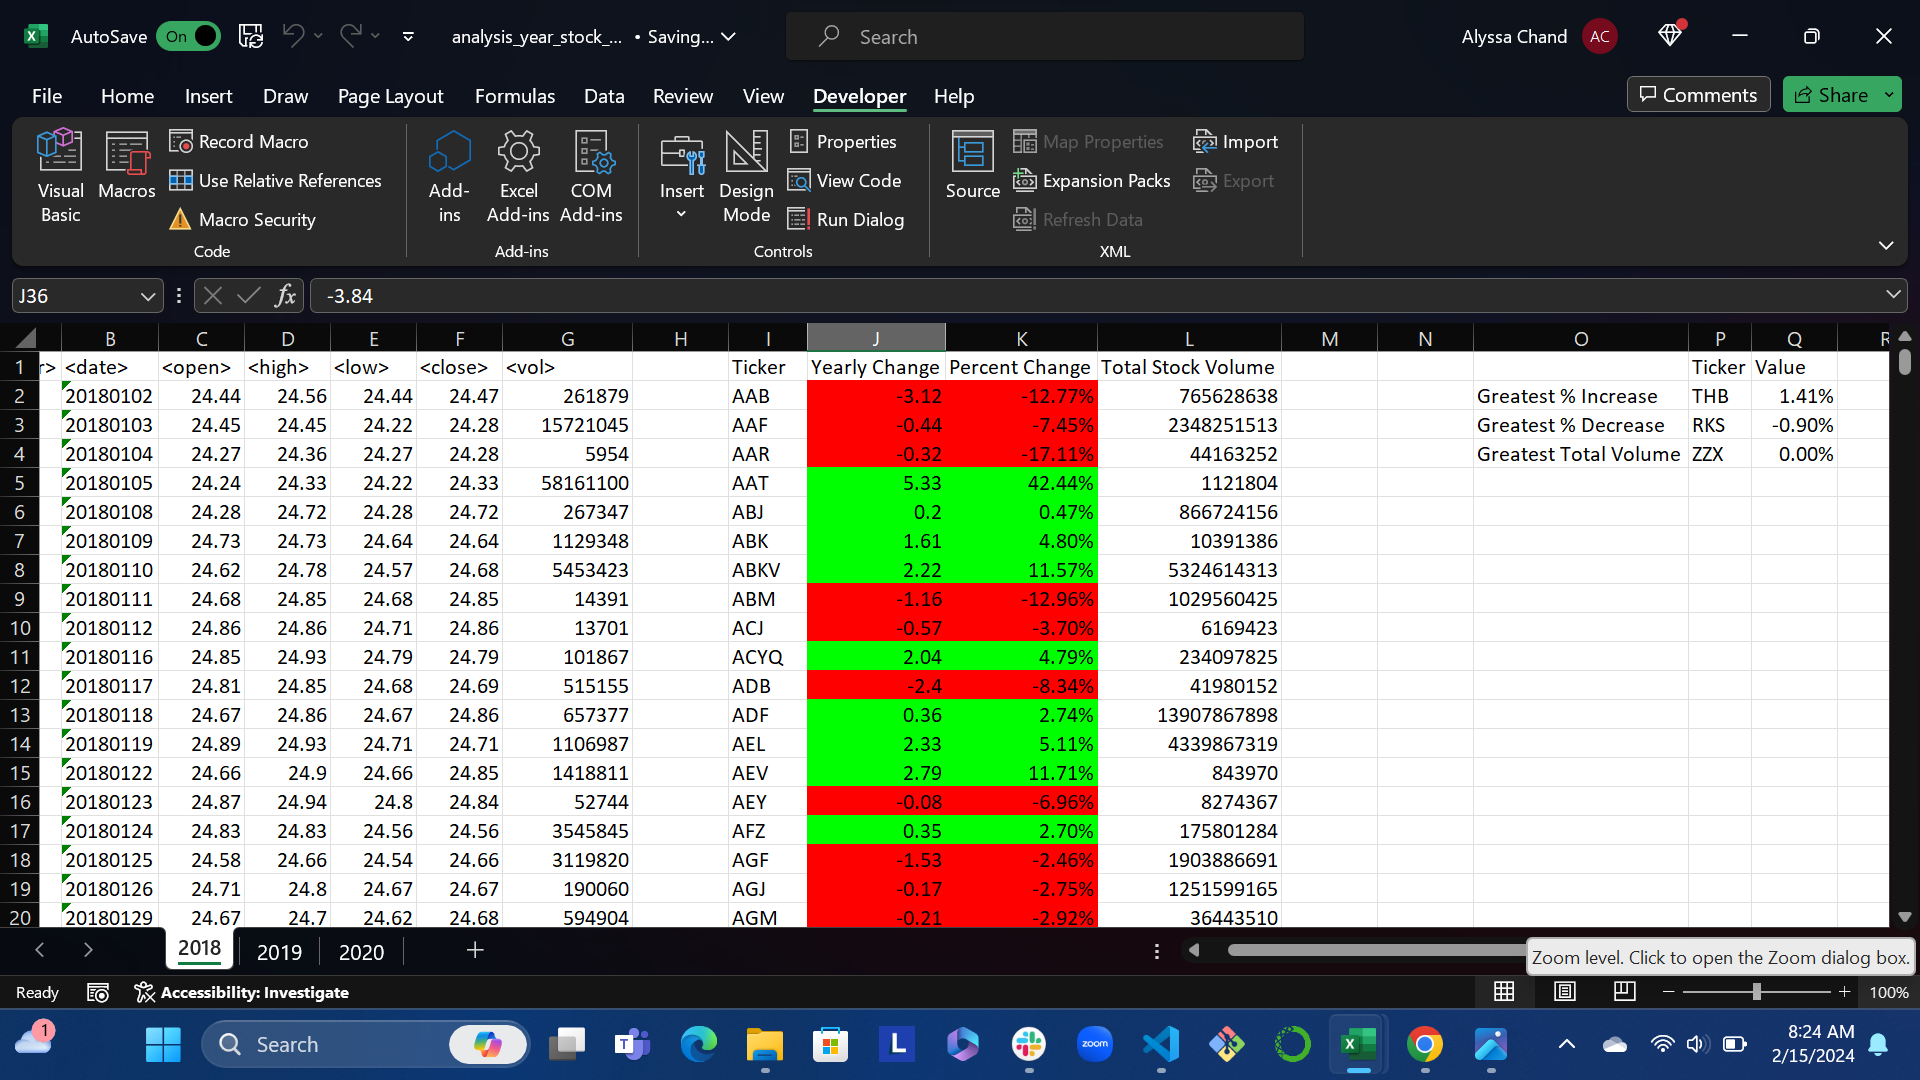 AutoSave On analysis_year_stock_... • Saving... Search Alyssa Chand AC
File Home Insert Draw Page Layout Formulas Data Review View Developer Help Comments Share
Visual Basic Macros Record Macro Use Relative References Macro Security Code
Add-ins Excel Add-ins COM Add-ins Add-ins
Insert Design Mode Properties View Code Run Dialog Controls
Source Map Properties Expansion Packs Refresh Data Import Export XML
J36 fx -3.84
B C D E F G H I J K L M N O P Q R
1 r> <date> <open> <high> <low> <close> <vol> Ticker Yearly Change Percent Change Total Stock Volume Ticker Value
2 20180102 24.44 24.56 24.44 24.47 261879 AAB -3.12 -12.77% 765628638 Greatest % Increase THB 1.41%
3 20180103 24.45 24.45 24.22 24.28 15721045 AAF -0.44 -7.45% 2348251513 Greatest % Decrease RKS -0.90%
4 20180104 24.27 24.36 24.27 24.28 5954 AAR -0.32 -17.11% 44163252 Greatest Total Volume ZZX 0.00%
5 20180105 24.24 24.33 24.22 24.33 58161100 AAT 5.33 42.44% 1121804
6 20180108 24.28 24.72 24.28 24.72 267347 ABJ 0.2 0.47% 866724156
7 20180109 24.73 24.73 24.64 24.64 1129348 ABK 1.61 4.80% 10391386
8 20180110 24.62 24.78 24.57 24.68 5453423 ABKV 2.22 11.57% 5324614313
9 20180111 24.68 24.85 24.68 24.85 14391 ABM -1.16 -12.96% 1029560425
10 20180112 24.86 24.86 24.71 24.86 13701 ACJ -0.57 -3.70% 6169423
11 20180116 24.85 24.93 24.79 24.79 101867 ACYQ 2.04 4.79% 234097825
12 20180117 24.81 24.85 24.68 24.69 515155 ADB -2.4 -8.34% 41980152
13 20180118 24.67 24.86 24.67 24.86 657377 ADF 0.36 2.74% 13907867898
14 20180119 24.89 24.93 24.71 24.71 1106987 AEL 2.33 5.11% 4339867319
15 20180122 24.66 24.9 24.66 24.85 1418811 AEV 2.79 11.71% 843970
16 20180123 24.87 24.94 24.8 24.84 52744 AEY -0.08 -6.96% 8274367
17 20180124 24.83 24.83 24.56 24.56 3545845 AFZ 0.35 2.70% 175801284
18 20180125 24.58 24.66 24.54 24.66 3119820 AGF -1.53 -2.46% 1903886691
19 20180126 24.71 24.8 24.67 24.67 190060 AGJ -0.17 -2.75% 1251599165
20 20180129 24.67 24.7 24.62 24.68 594904 AGM -0.21 -2.92% 36443510
2018 2019 2020 +
Zoom level. Click to open the Zoom dialog box.
Ready Accessibility: Investigate 100%
1 Search T L zoom X 8:24 AM
2/15/2024